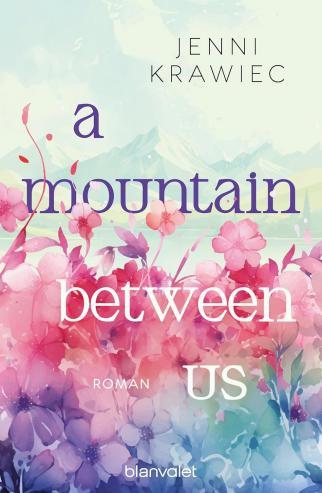 JENNI
KRAWIEC
a
mountain
between
us
ROMAN
blanvalet